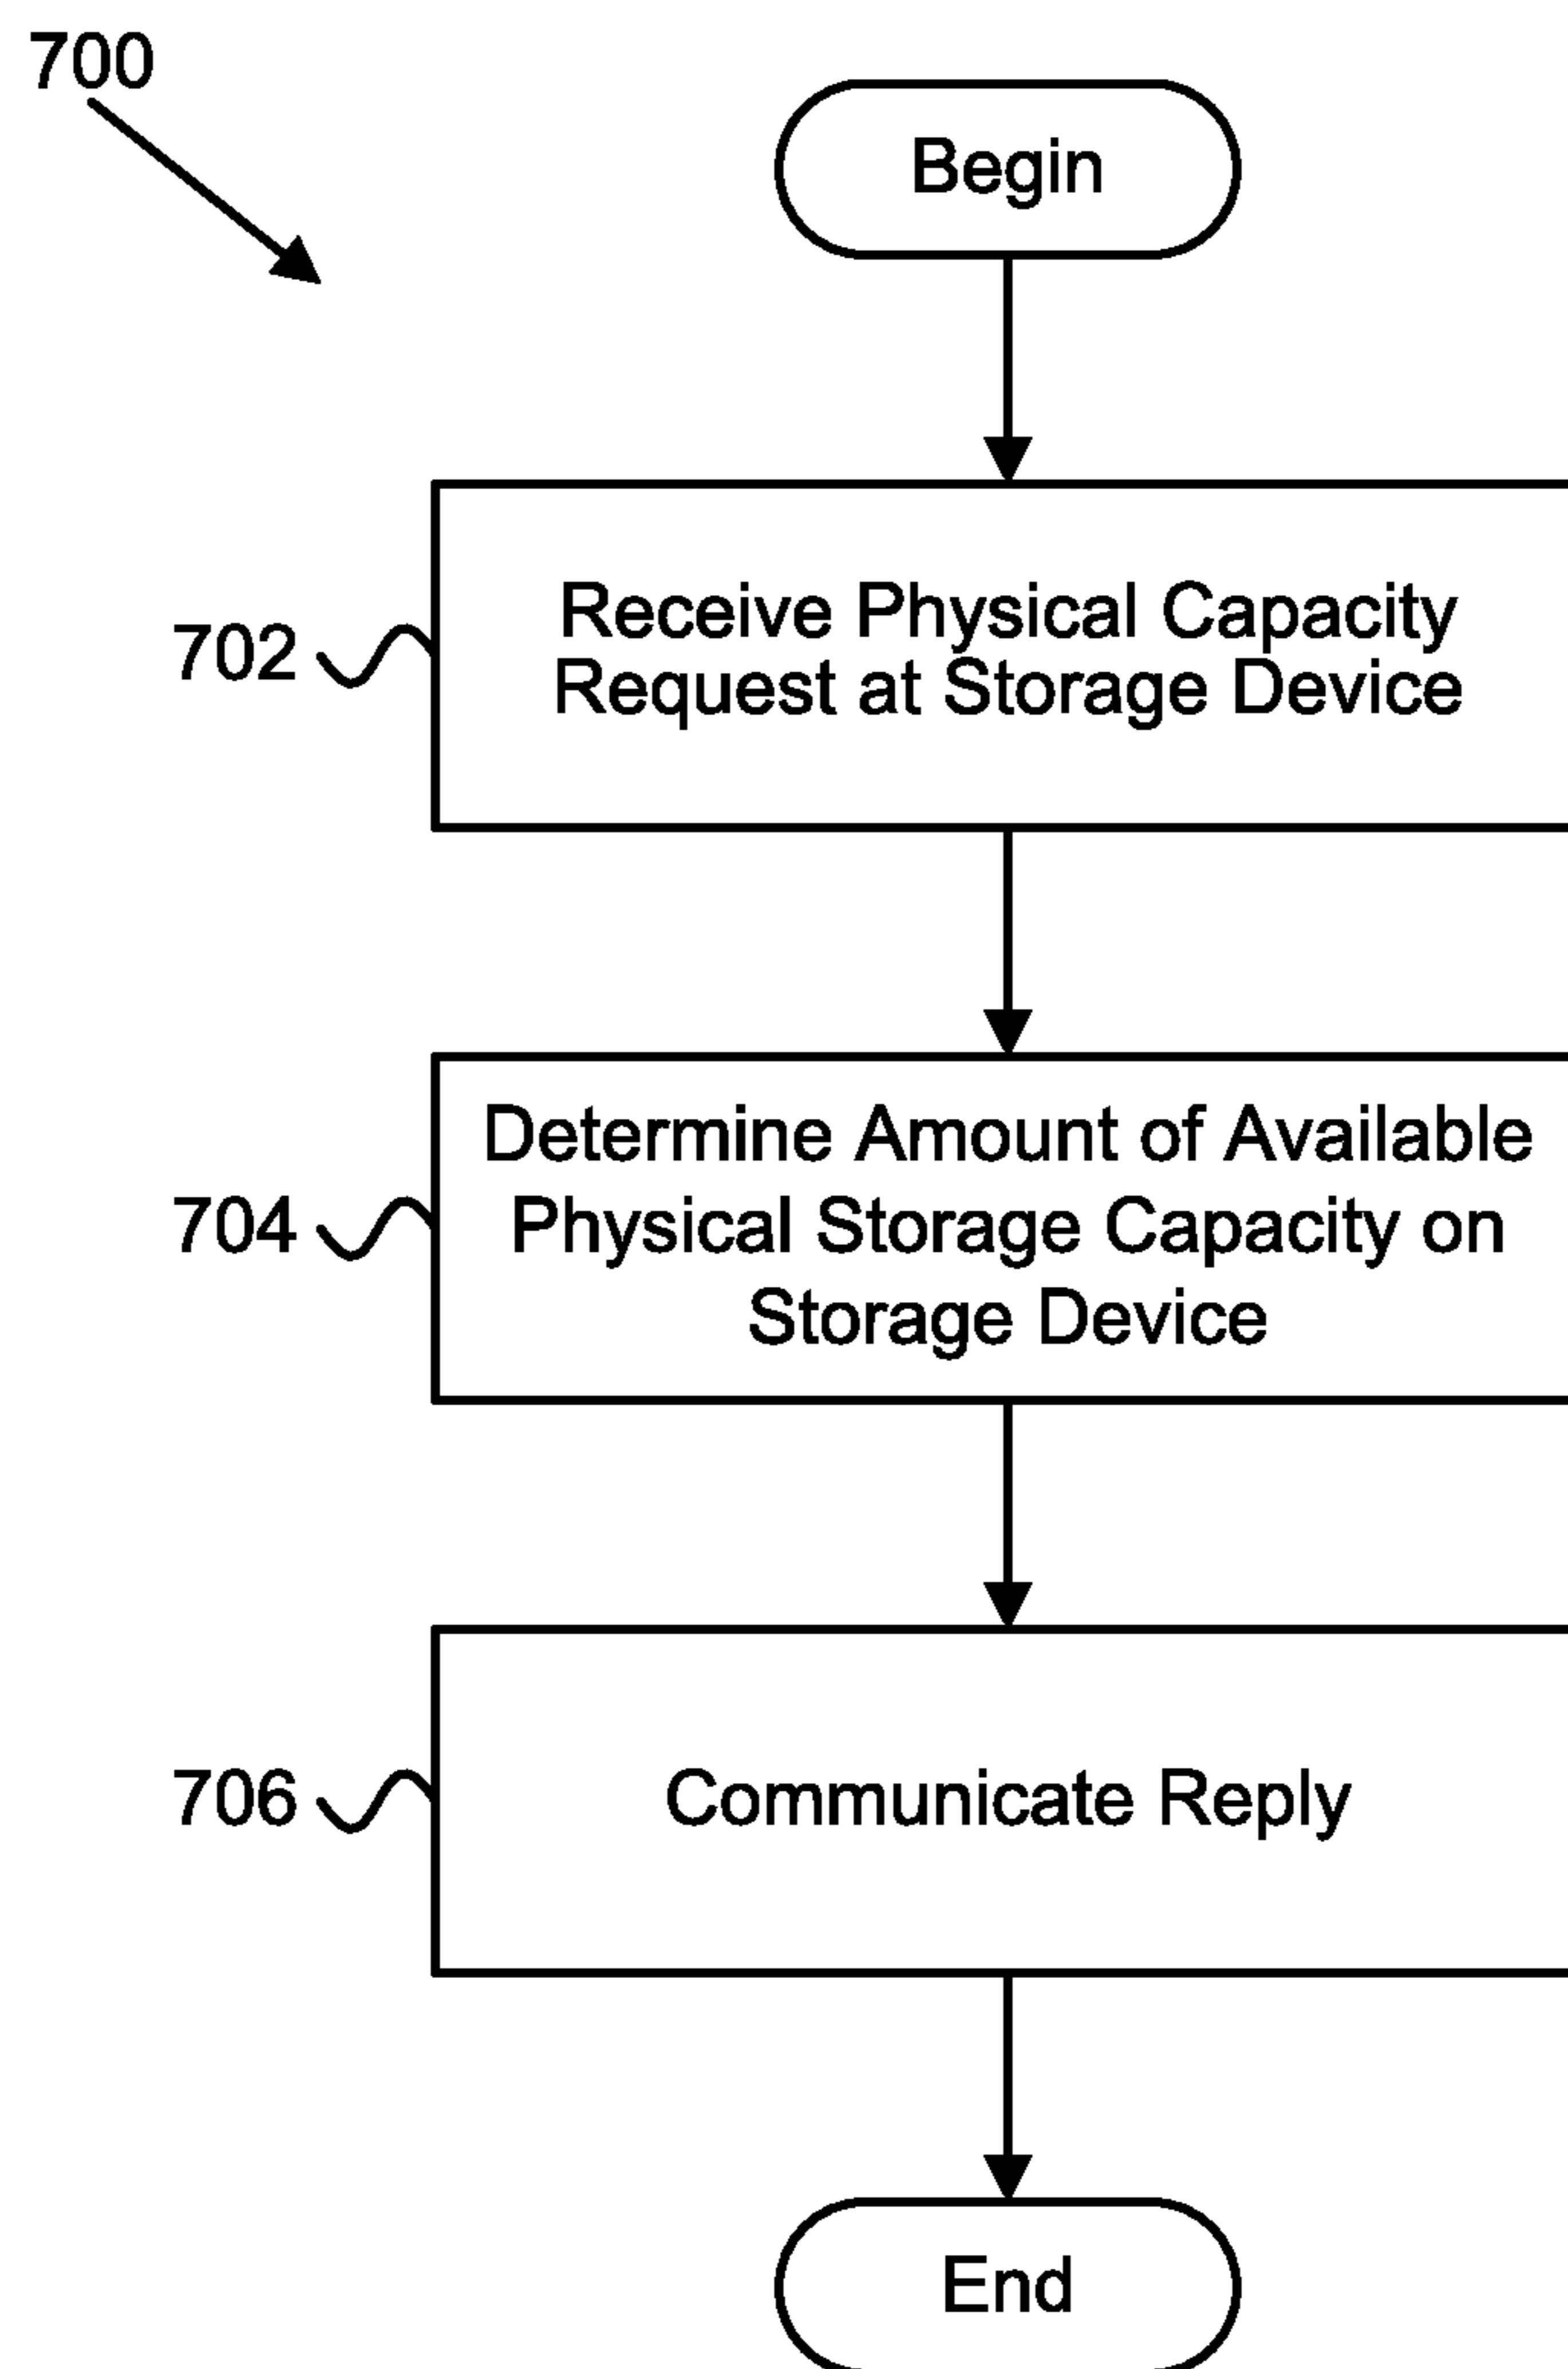 700
Begin
702
Receive Physical Capacity
Request at Storage Device
704
Determine Amount of Available
Physical Storage Capacity on
Storage Device
706
Communicate Reply
End